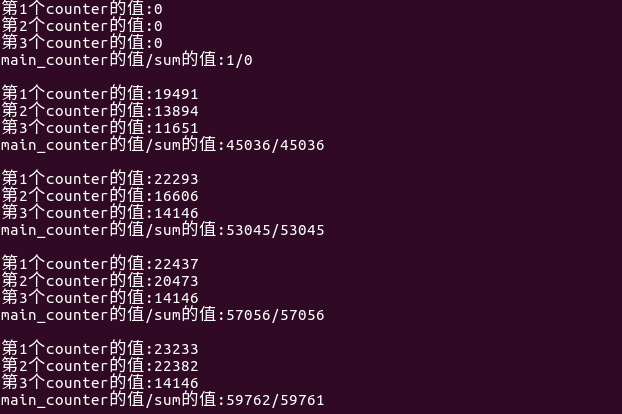 第1个counter的值:0
第2个counter的值:0
第3个counter的值:0
main_counter的值/sum的值:1/0
第1个counter的值:19491
第2个counter的值:13894
第3个counter的值:11651
main_counter的值/sum的值:45036/45036
第1个counter的值:22293
第2个counter的值:16606
第3个counter的值:14146
main_counter的值/sum的值:53045/53045
第1个counter的值:22437
第2个counter的值:20473
第3个counter的值:14146
main_counter的值/sum的值:57056/57056
第1个counter的值:23233
第2个counter的值:22382
第3个counter的值:14146
main_counter的值/sum的值:59762/59761